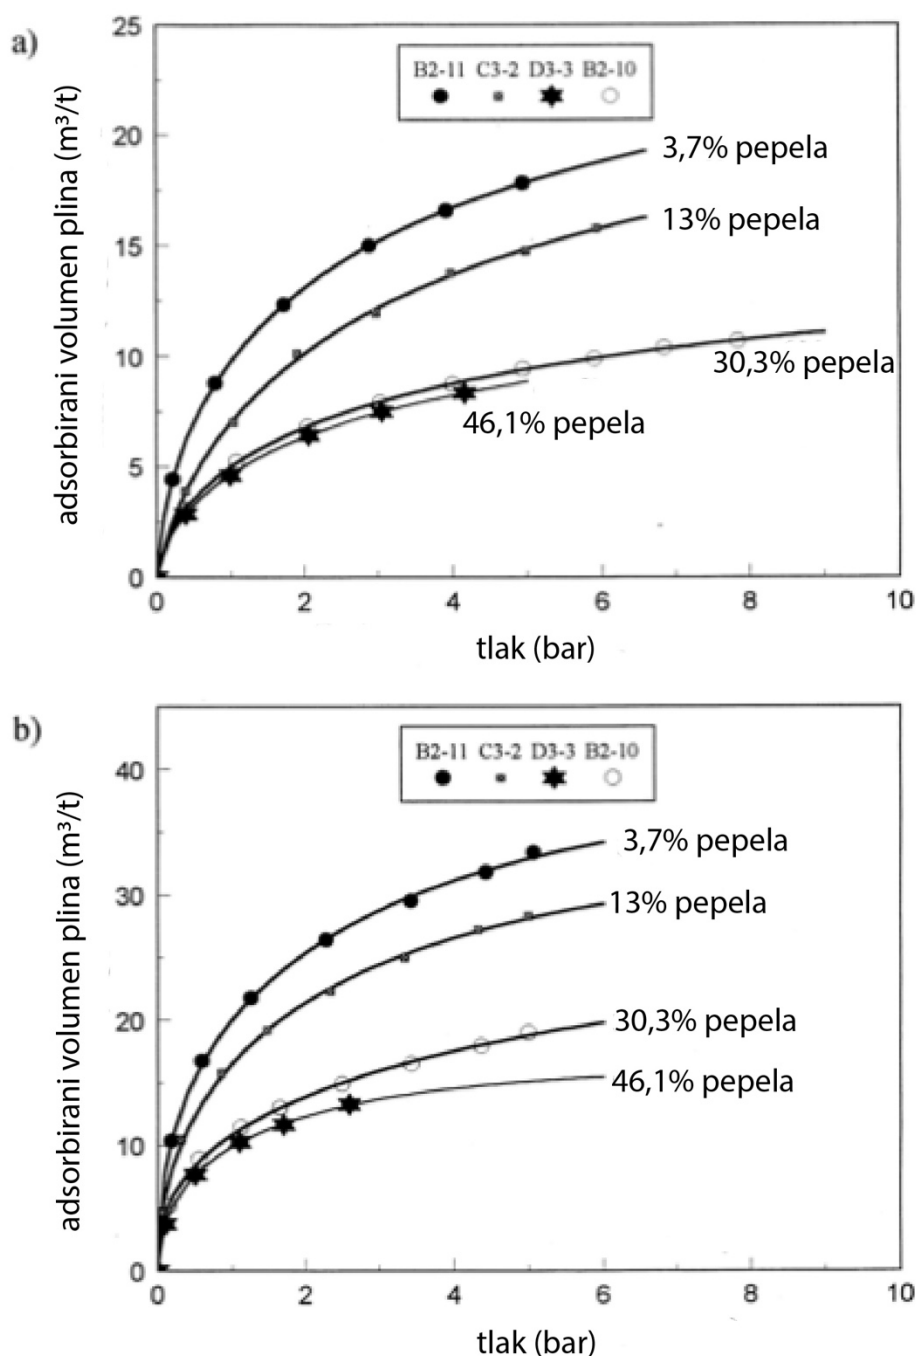 a)
25
20
15
10
5
0
B2-11 C3-2 D3-3 B2-10
3,7% pepela
13% pepela
30,3% pepela
46,1% pepela
adsorbirani volumen plina (m³/t)
0 2 4 6 8 10
tlak (bar)
b)
40
30
20
10
0
B2-11 C3-2 D3-3 B2-10
3,7% pepela
13% pepela
30,3% pepela
46,1% pepela
adsorbirani volumen plina (m³/t)
0 2 4 6 8 10
tlak (bar)